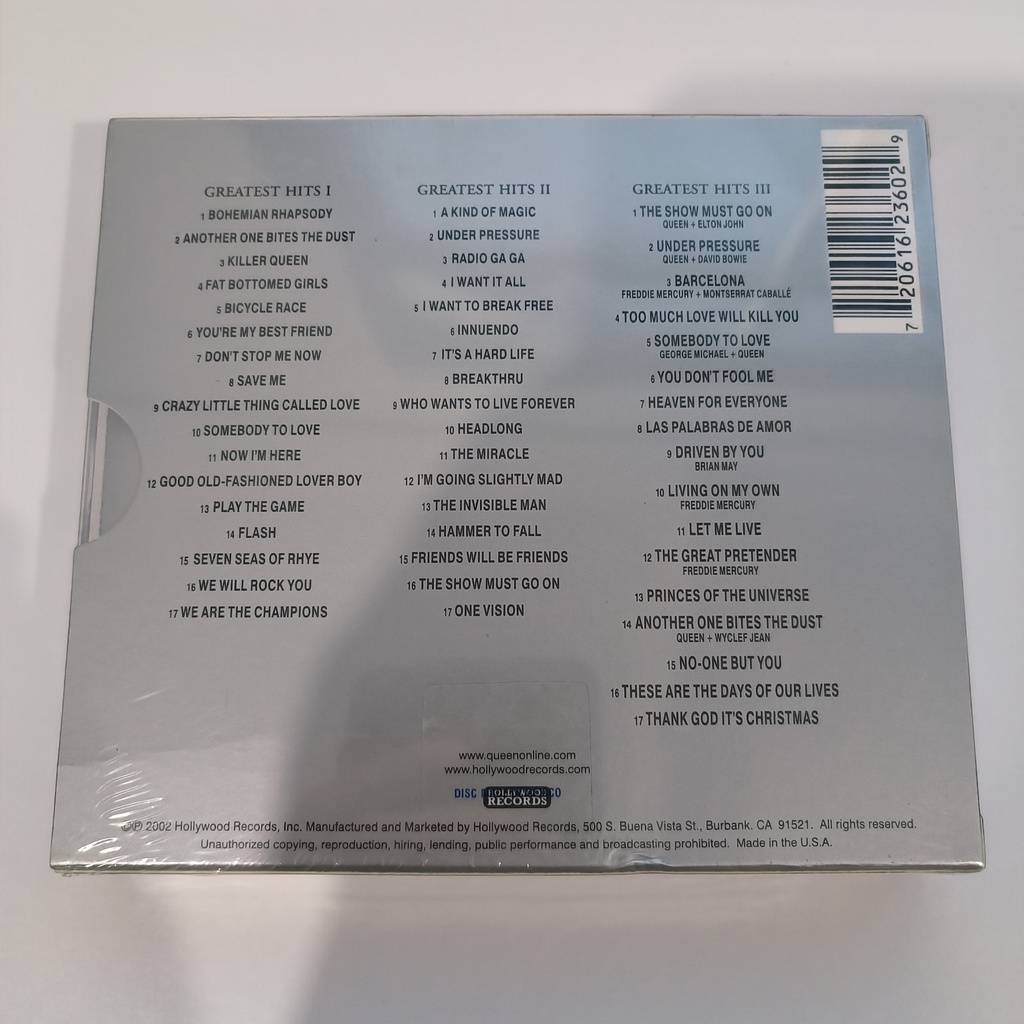 GREATEST HITS I
1 BOHEMIAN RHAPSODY
2 ANOTHER ONE BITES THE DUST
3 KILLER QUEEN
4 FAT BOTTOMED GIRLS
5 BICYCLE RACE
6 YOU'RE MY BEST FRIEND
7 DON'T STOP ME NOW
8 SAVE ME
9 CRAZY LITTLE THING CALLED LOVE
10 SOMEBODY TO LOVE
11 NOW I'M HERE
12 GOOD OLD-FASHIONED LOVER BOY
13 PLAY THE GAME
14 FLASH
15 SEVEN SEAS OF RHYE
16 WE WILL ROCK YOU
17 WE ARE THE CHAMPIONS
GREATEST HITS II
1 A KIND OF MAGIC
2 UNDER PRESSURE
3 RADIO GA GA
4 I WANT IT ALL
5 I WANT TO BREAK FREE
6 INNUENDO
7 IT'S A HARD LIFE
8 BREAKTHRU
9 WHO WANTS TO LIVE FOREVER
10 HEADLONG
11 THE MIRACLE
12 I'M GOING SLIGHTLY MAD
13 THE INVISIBLE MAN
14 HAMMER TO FALL
15 FRIENDS WILL BE FRIENDS
16 THE SHOW MUST GO ON
17 ONE VISION
GREATEST HITS III
1 THE SHOW MUST GO ON
QUEEN + ELTON JOHN
2 UNDER PRESSURE
QUEEN + DAVID BOWIE
3 BARCELONA
FREDDIE MERCURY + MONTSERRAT CABALLÉ
4 TOO MUCH LOVE WILL KILL YOU
5 SOMEBODY TO LOVE
GEORGE MICHAEL + QUEEN
6 YOU DON'T FOOL ME
7 HEAVEN FOR EVERYONE
8 LAS PALABRAS DE AMOR
9 DRIVEN BY YOU
BRIAN MAY
10 LIVING ON MY OWN
FREDDIE MERCURY
11 LET ME LIVE
12 THE GREAT PRETENDER
FREDDIE MERCURY
13 PRINCES OF THE UNIVERSE
14 ANOTHER ONE BITES THE DUST
QUEEN + WYCLEF JEAN
15 NO-ONE BUT YOU
16 THESE ARE THE DAYS OF OUR LIVES
17 THANK GOD IT'S CHRISTMAS
7 20616 23602 9
www.queenonline.com
www.hollywoodrecords.com
DISC
HOLLYWOOD
RECORDS
©℗ 2002 Hollywood Records, Inc. Manufactured and Marketed by Hollywood Records, 500 S. Buena Vista St., Burbank. CA 91521. All rights reserved.
Unauthorized copying, reproduction, hiring, lending, public performance and broadcasting prohibited. Made in the U.S.A.